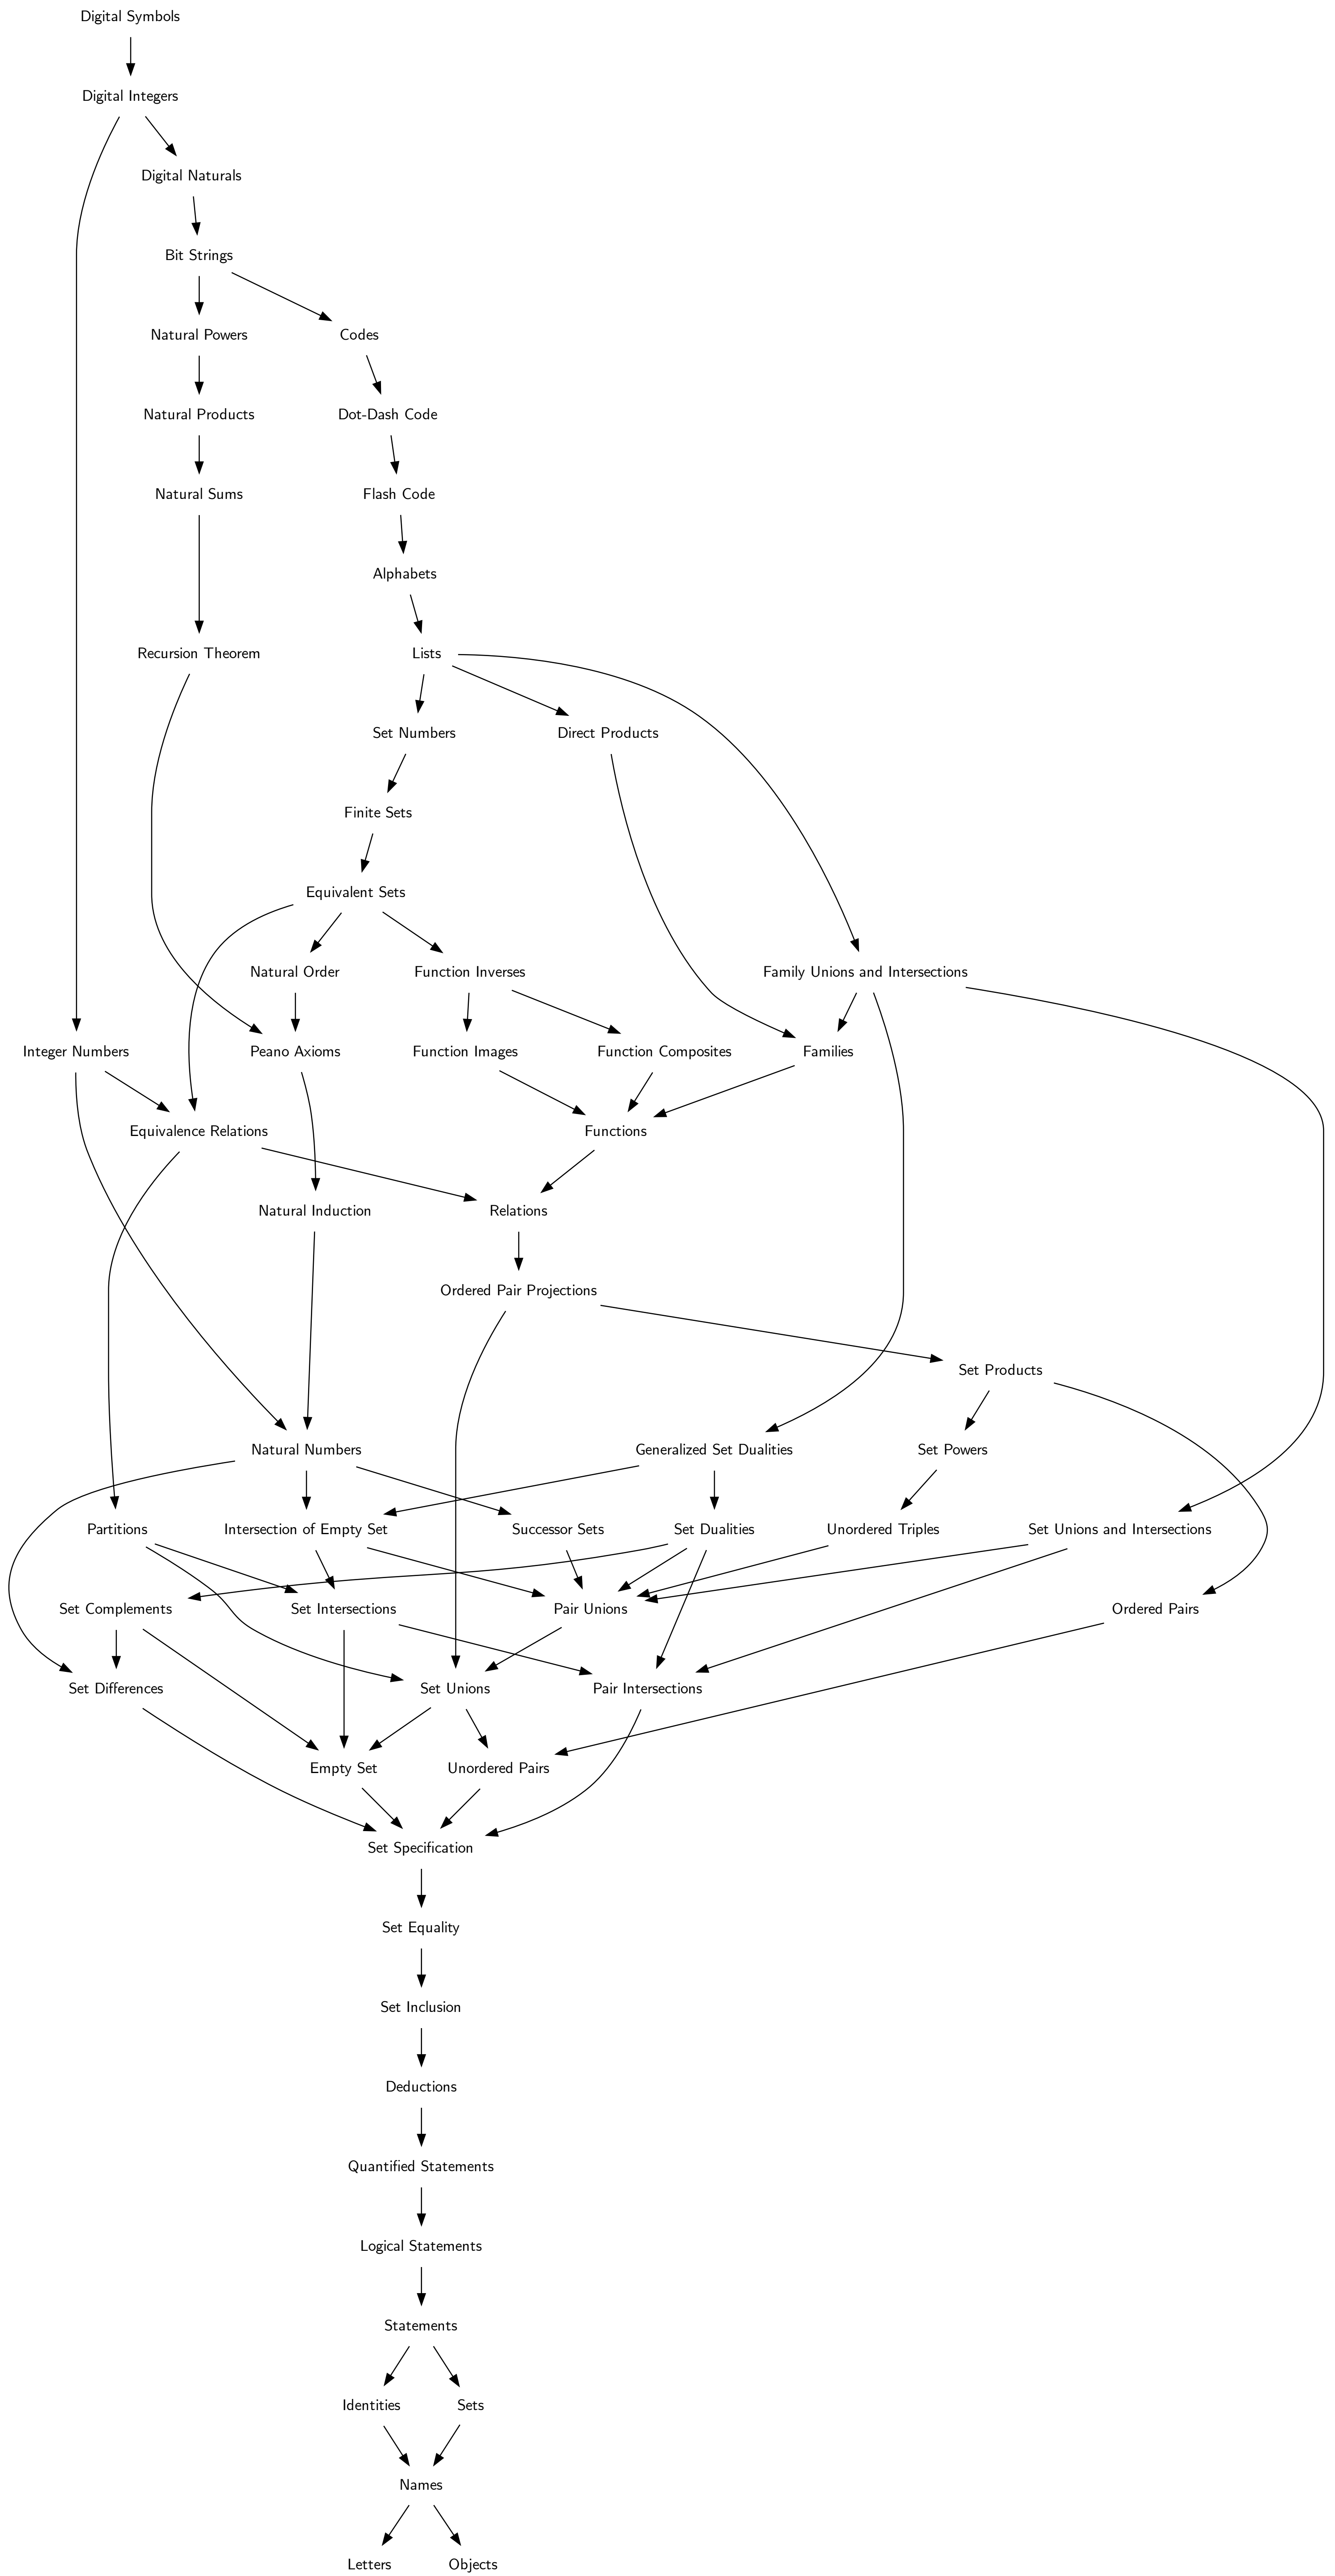 Digital Symbols
Digital Integers
Digital Naturals
Bit Strings
Natural Powers
Codes
Natural Products
Dot-Dash Code
Natural Sums
Flash Code
Alphabets
Recursion Theorem
Lists
Set Numbers
Direct Products
Finite Sets
Equivalent Sets
Natural Order
Function Inverses
Family Unions and Intersections
Integer Numbers
Peano Axioms
Function Images
Function Composites
Families
Equivalence Relations
Functions
Natural Induction
Relations
Ordered Pair Projections
Set Products
Natural Numbers
Generalized Set Dualities
Set Powers
Partitions
Intersection of Empty Set
Successor Sets
Set Dualities
Unordered Triples
Set Unions and Intersections
Set Complements
Set Intersections
Pair Unions
Ordered Pairs
Set Differences
Set Unions
Pair Intersections
Empty Set
Unordered Pairs
Set Specification
Set Equality
Set Inclusion
Deductions
Quantified Statements
Logical Statements
Statements
Identities
Sets
Names
Letters
Objects